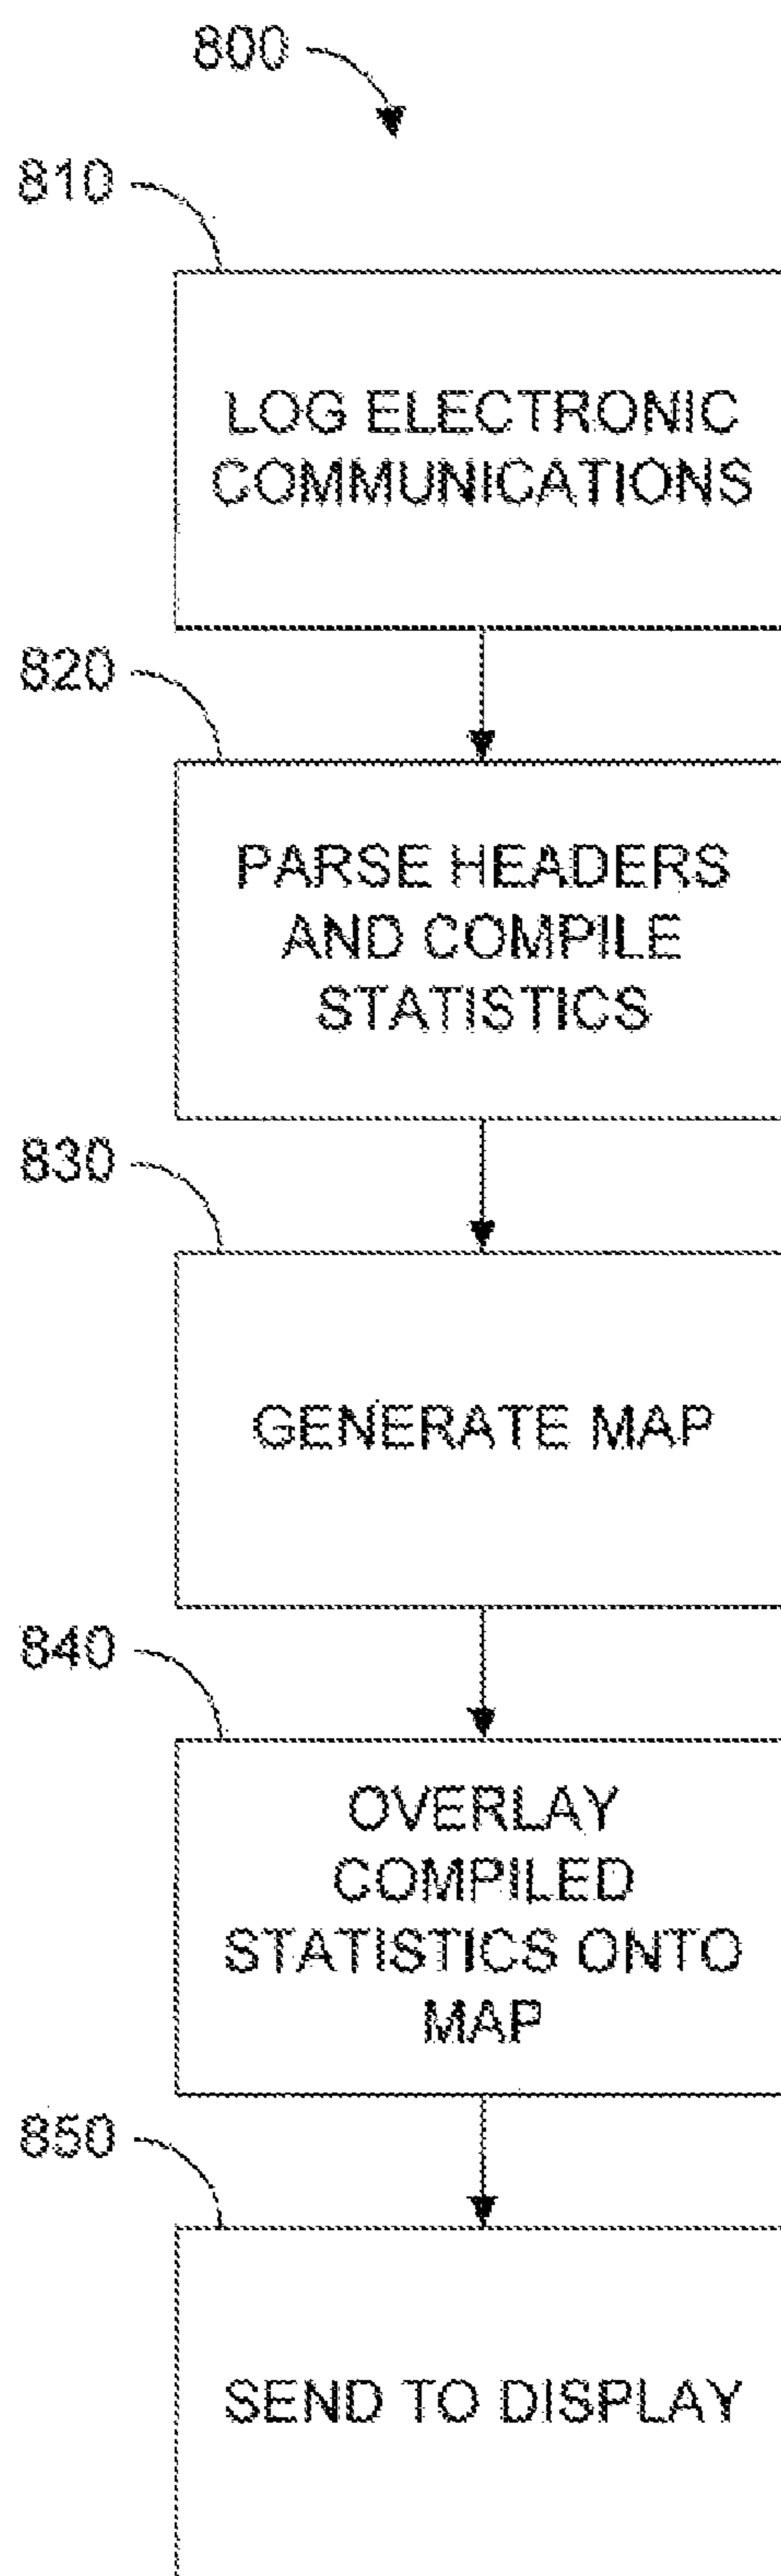 800
810
LOG ELECTRONIC
COMMUNICATIONS
820
PARSE HEADERS
AND COMPILE
STATISTICS
830
GENERATE MAP
840
OVERLAY
COMPILED
STATISTICS ONTO
MAP
850
SEND TO DISPLAY